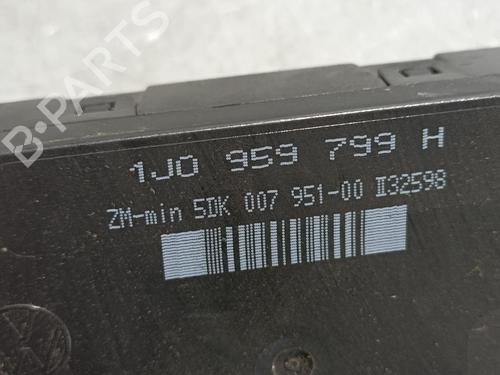 B-PARTS
1J0 959 799 H
ZM-min 5DK 007 951-00 II32598